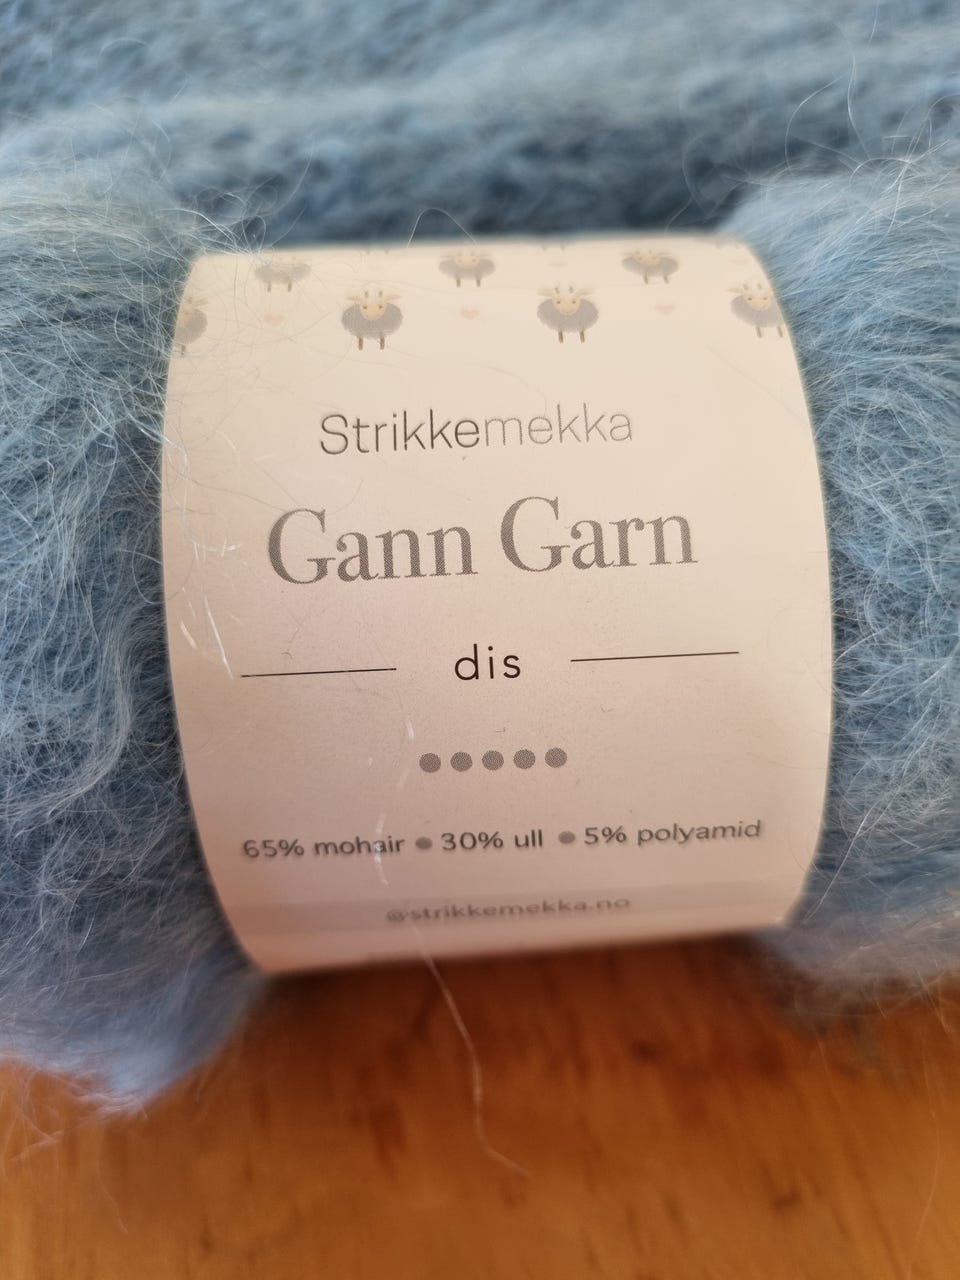 Strikkemekka
Gann Garn
dis
65% mohair • 30% ull • 5% polyamid
@strikkemekka.no